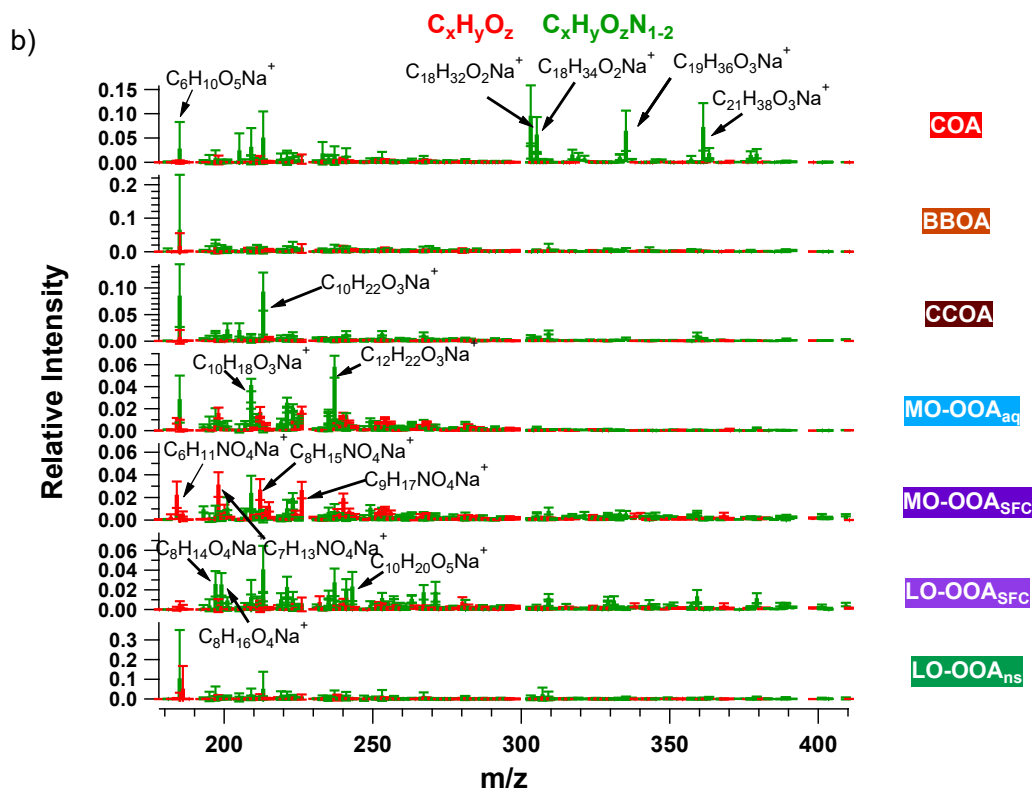 b)
CxHyOz CxHyOzN1-2
C6H10O5Na+
C18H32O2Na+
C18H34O2Na+
C19H36O3Na+
C21H38O3Na+
0.15
0.10
0.05
0.00
COA
0.2
0.1
0.0
BBOA
C10H22O3Na+
0.10
0.05
0.00
CCOA
C10H18O3Na+
C12H22O3Na+
0.06
0.04
0.02
0.00
MO-OOAaq
C6H11NO4Na+
C8H15NO4Na+
C9H17NO4Na+
0.06
0.04
0.02
0.00
MO-OOASFC
C8H14O4Na+
C7H13NO4Na+
C10H20O5Na+
C8H16O4Na+
0.06
0.04
0.02
0.00
LO-OOASFC
0.3
0.2
0.1
0.0
LO-OOAns
Relative Intensity
200 250 300 350 400
m/z